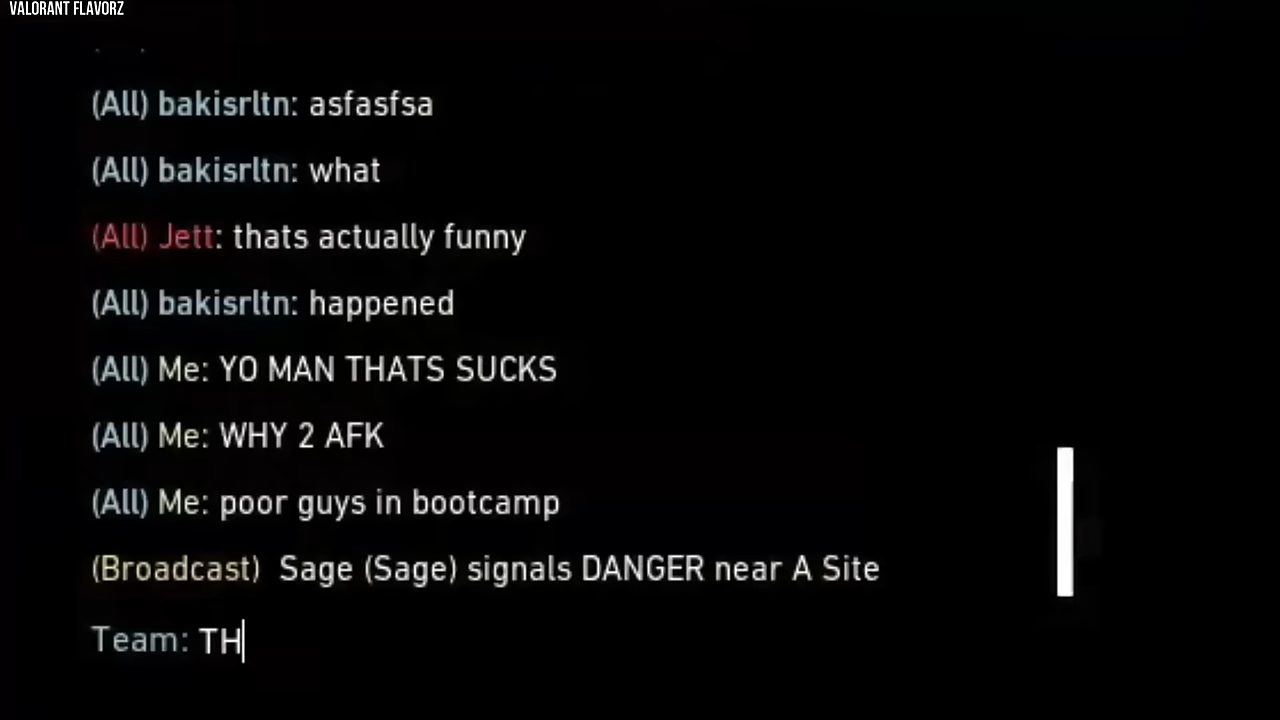 VALORANT FLAVORZ
(All) bakisrltn: asfasfsa
(All) bakisrltn: what
(All) Jett: thats actually funny
(All) bakisrltn: happened
(All) Me: YO MAN THATS SUCKS
(All) Me: WHY 2 AFK
(All) Me: poor guys in bootcamp
(Broadcast) Sage (Sage) signals DANGER near A Site
Team: TH